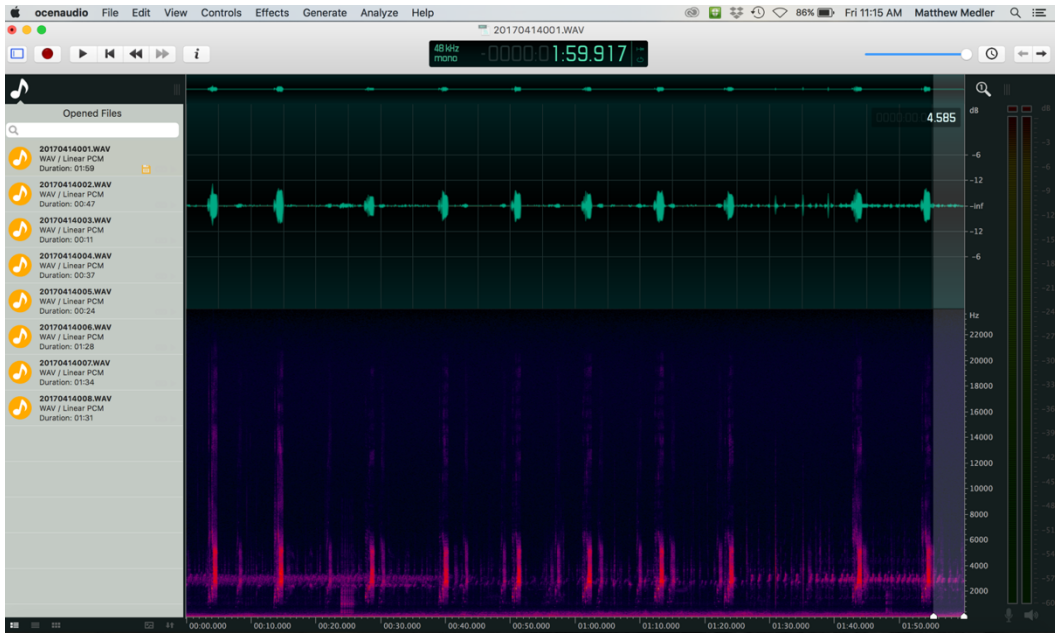 ocenaudio File Edit View Controls Effects Generate Analyze Help 86% Fri 11:15 AM Matthew Medler
20170414001.WAV
48 kHz
mono
-0000:01:59.917
i
Opened Files
20170414001.WAV
WAV / Linear PCM
Duration: 01:59
20170414002.WAV
WAV / Linear PCM
Duration: 00:47
20170414003.WAV
WAV / Linear PCM
Duration: 00:11
20170414004.WAV
WAV / Linear PCM
Duration: 00:37
20170414005.WAV
WAV / Linear PCM
Duration: 00:24
20170414006.WAV
WAV / Linear PCM
Duration: 01:28
20170414007.WAV
WAV / Linear PCM
Duration: 01:34
20170414008.WAV
WAV / Linear PCM
Duration: 01:31
4.585
dB
-6
-12
-inf
-12
-6
Hz
22000
20000
18000
16000
14000
12000
10000
8000
6000
4000
2000
00:00.000 00:10.000 00:20.000 00:30.000 00:40.000 00:50.000 01:00.000 01:10.000 01:20.000 01:30.000 01:40.000 01:50.000